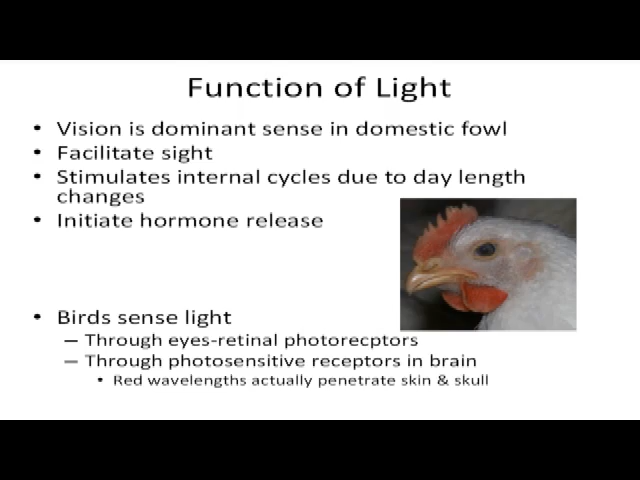 Function of Light
• Vision is dominant sense in domestic fowl
• Facilitate sight
• Stimulates internal cycles due to day length
changes
• Initiate hormone release
• Birds sense light
– Through eyes-retinal photorecptors
– Through photosensitive receptors in brain
• Red wavelengths actually penetrate skin & skull